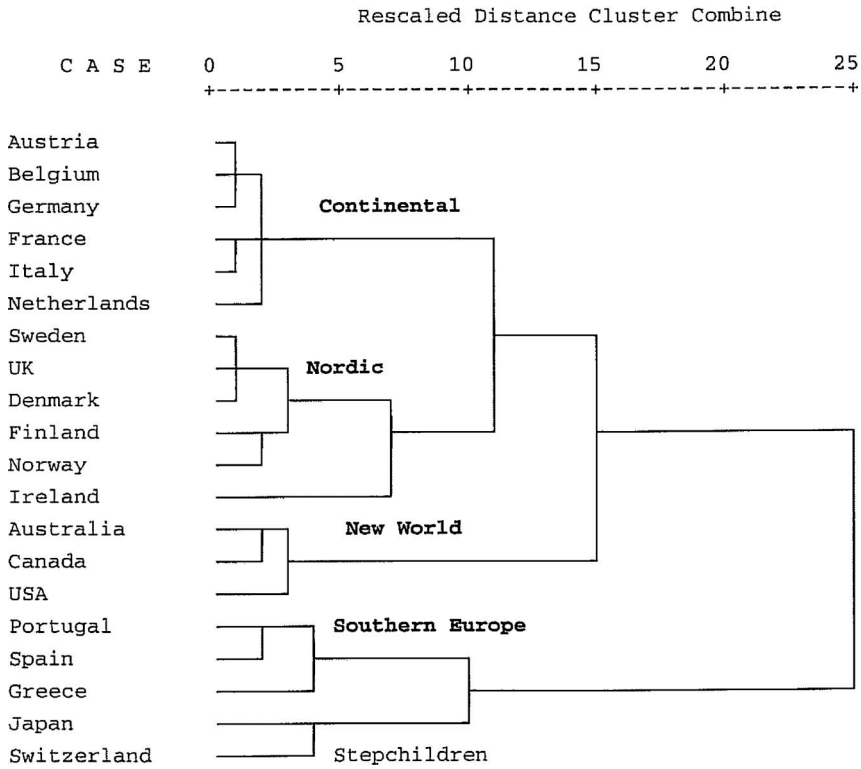 Rescaled Distance Cluster Combine
C A S E 0 5 10 15 20 25
+---------+---------+---------+---------+---------+
Austria
Belgium
Germany Continental
France
Italy
Netherlands
Sweden
UK Nordic
Denmark
Finland
Norway
Ireland
Australia New World
Canada
USA
Portugal Southern Europe
Spain
Greece
Japan
Switzerland Stepchildren